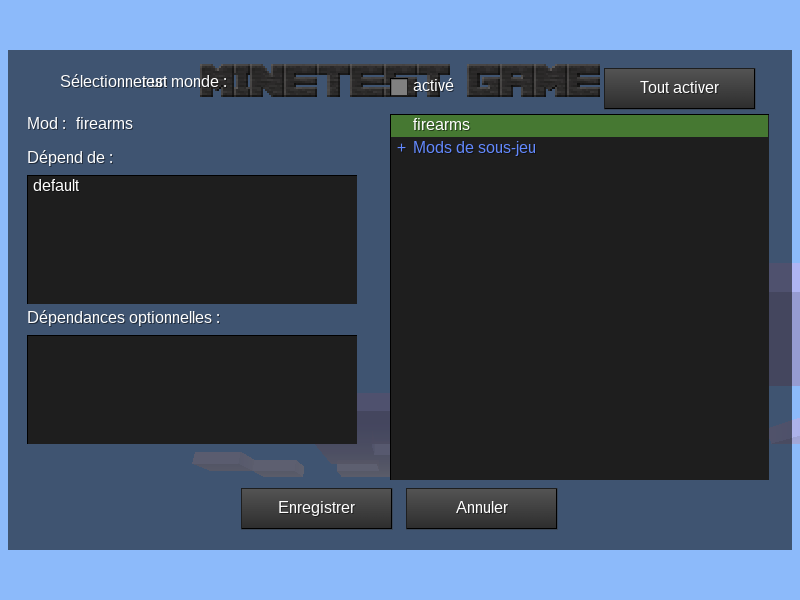 MINETEST GAME
Sélectionner un monde :
test
activé
Tout activer
Mod : firearms
firearms
+ Mods de sous-jeu
Dépend de :
default
Dépendances optionnelles :
Enregistrer
Annuler